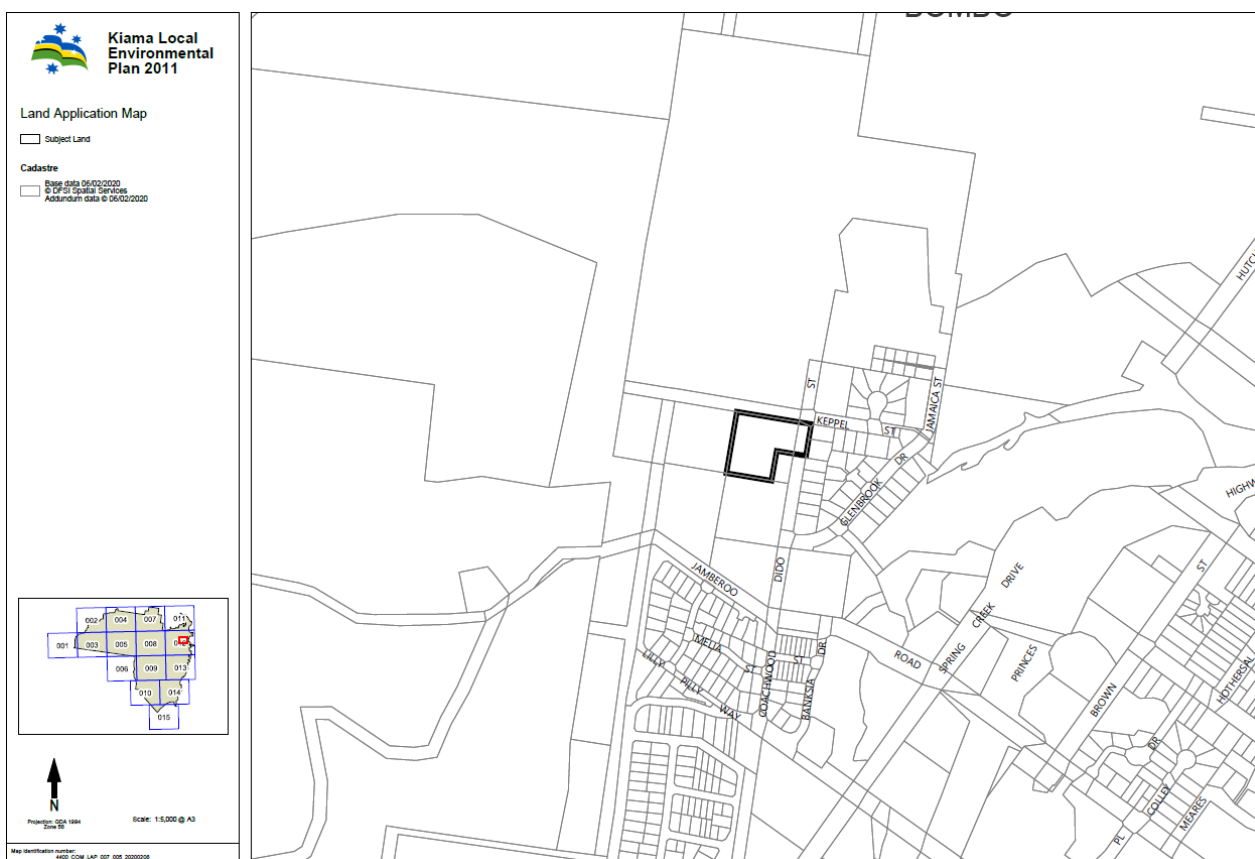 Kiama Local
Environmental
Plan 2011
Land Application Map
Subject Land
Cadastre
Base data 06/02/2020
© DFSI Spatial Services
Addundum data © 06/02/2020
002
004
007
011
001
003
005
008
006
009
013
010
014
015
N
Projection: GDA 1994
Zone 56
Scale: 1:5,000 @ A3
Map identification number:
4400_COM_LAP_007_005_20200206
BOMBO
ST
KEPPEL
ST
JAMAICA ST
DR
GLENBROOK
DIDO
JAMBEROO
MELIA
ST
LILLY
PILLY
WAY
COACHWOOD
ST
BANKSIA
DR
ROAD
SPRING
CREEK
DRIVE
PRINCES
HIGHW
BROWN
ST
HOTHERSAL
HUTCH
DR
COLLEY
PL
MEARES